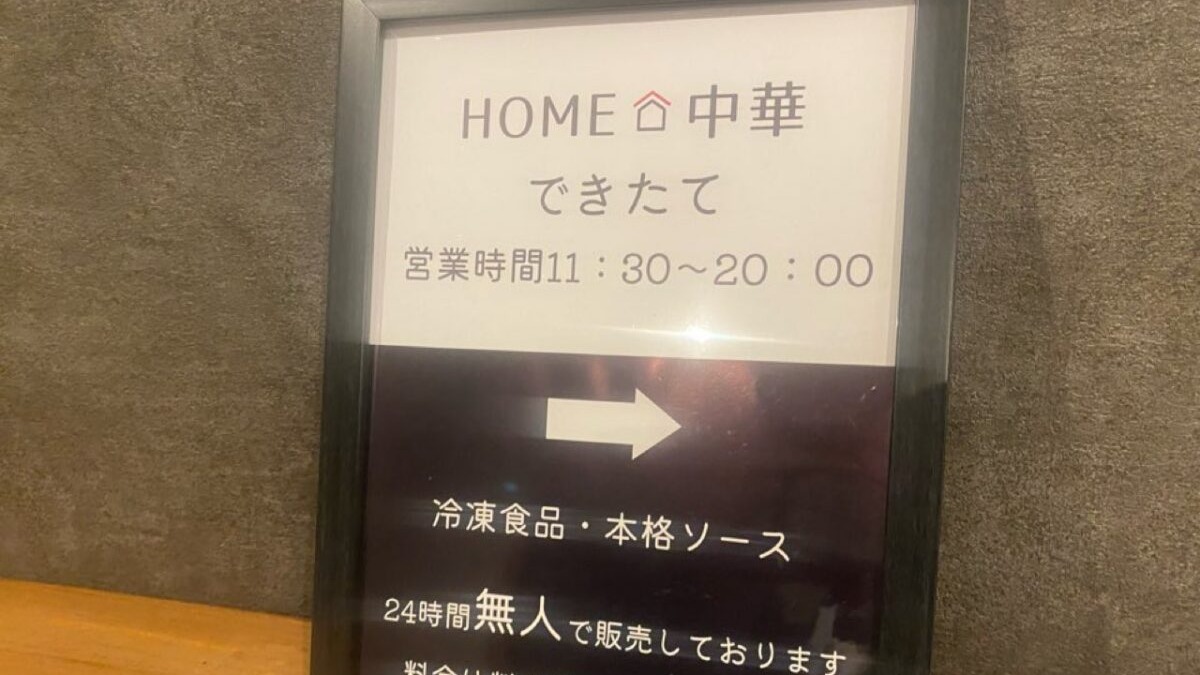 HOME 中華
できたて
営業時間11：30～20：00
冷凍食品・本格ソース
24時間無人で販売しております